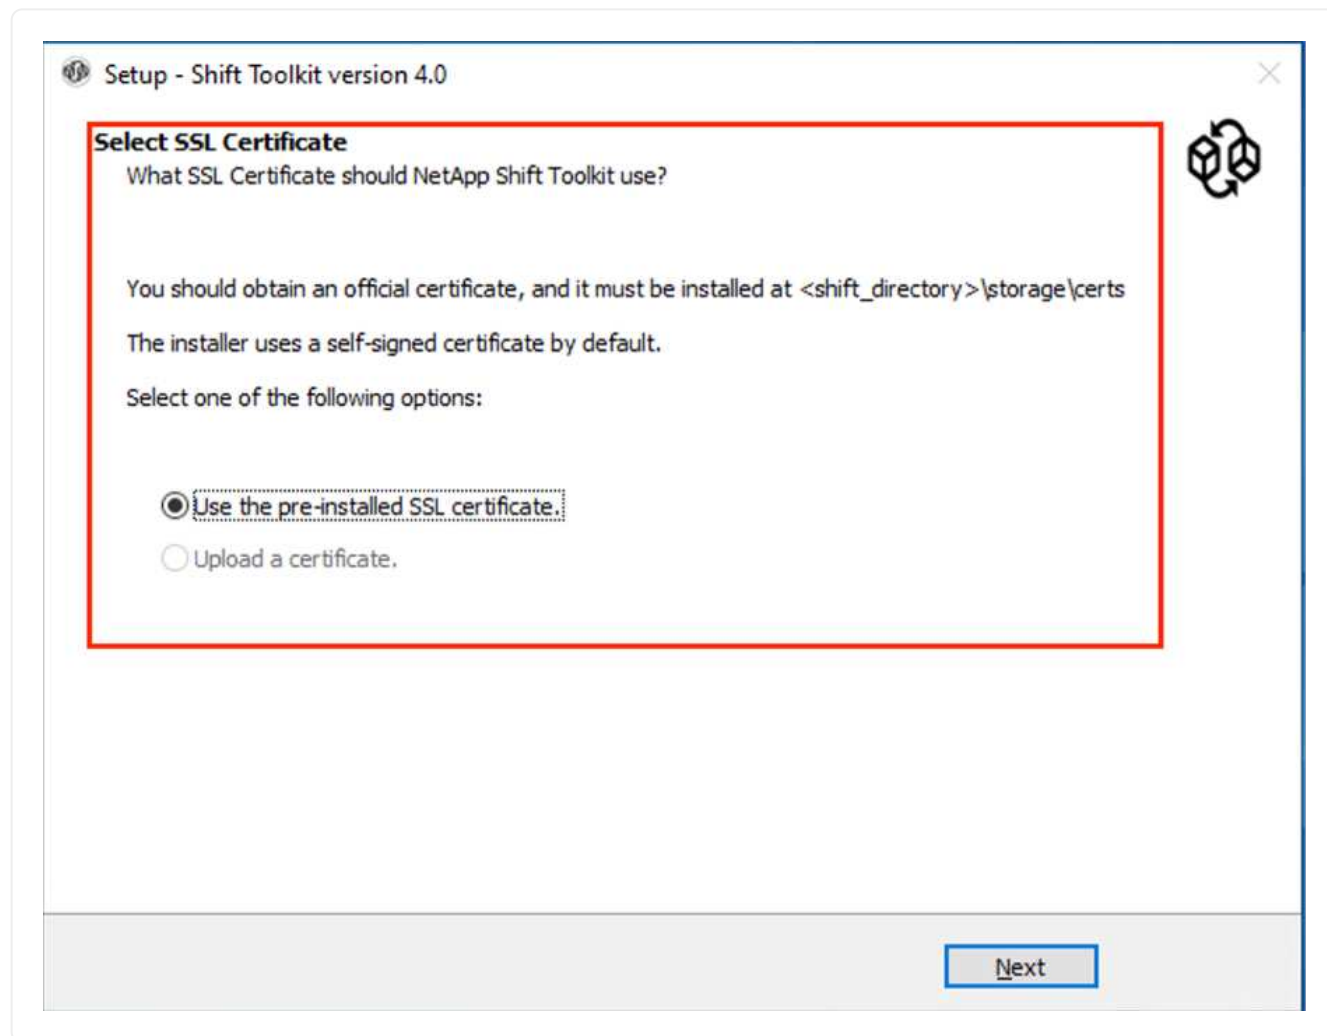 Setup - Shift Toolkit version 4.0
Select SSL Certificate
What SSL Certificate should NetApp Shift Toolkit use?
You should obtain an official certificate, and it must be installed at <shift_directory>\storage\certs
The installer uses a self-signed certificate by default.
Select one of the following options:
Use the pre-installed SSL certificate.
Upload a certificate.
Next